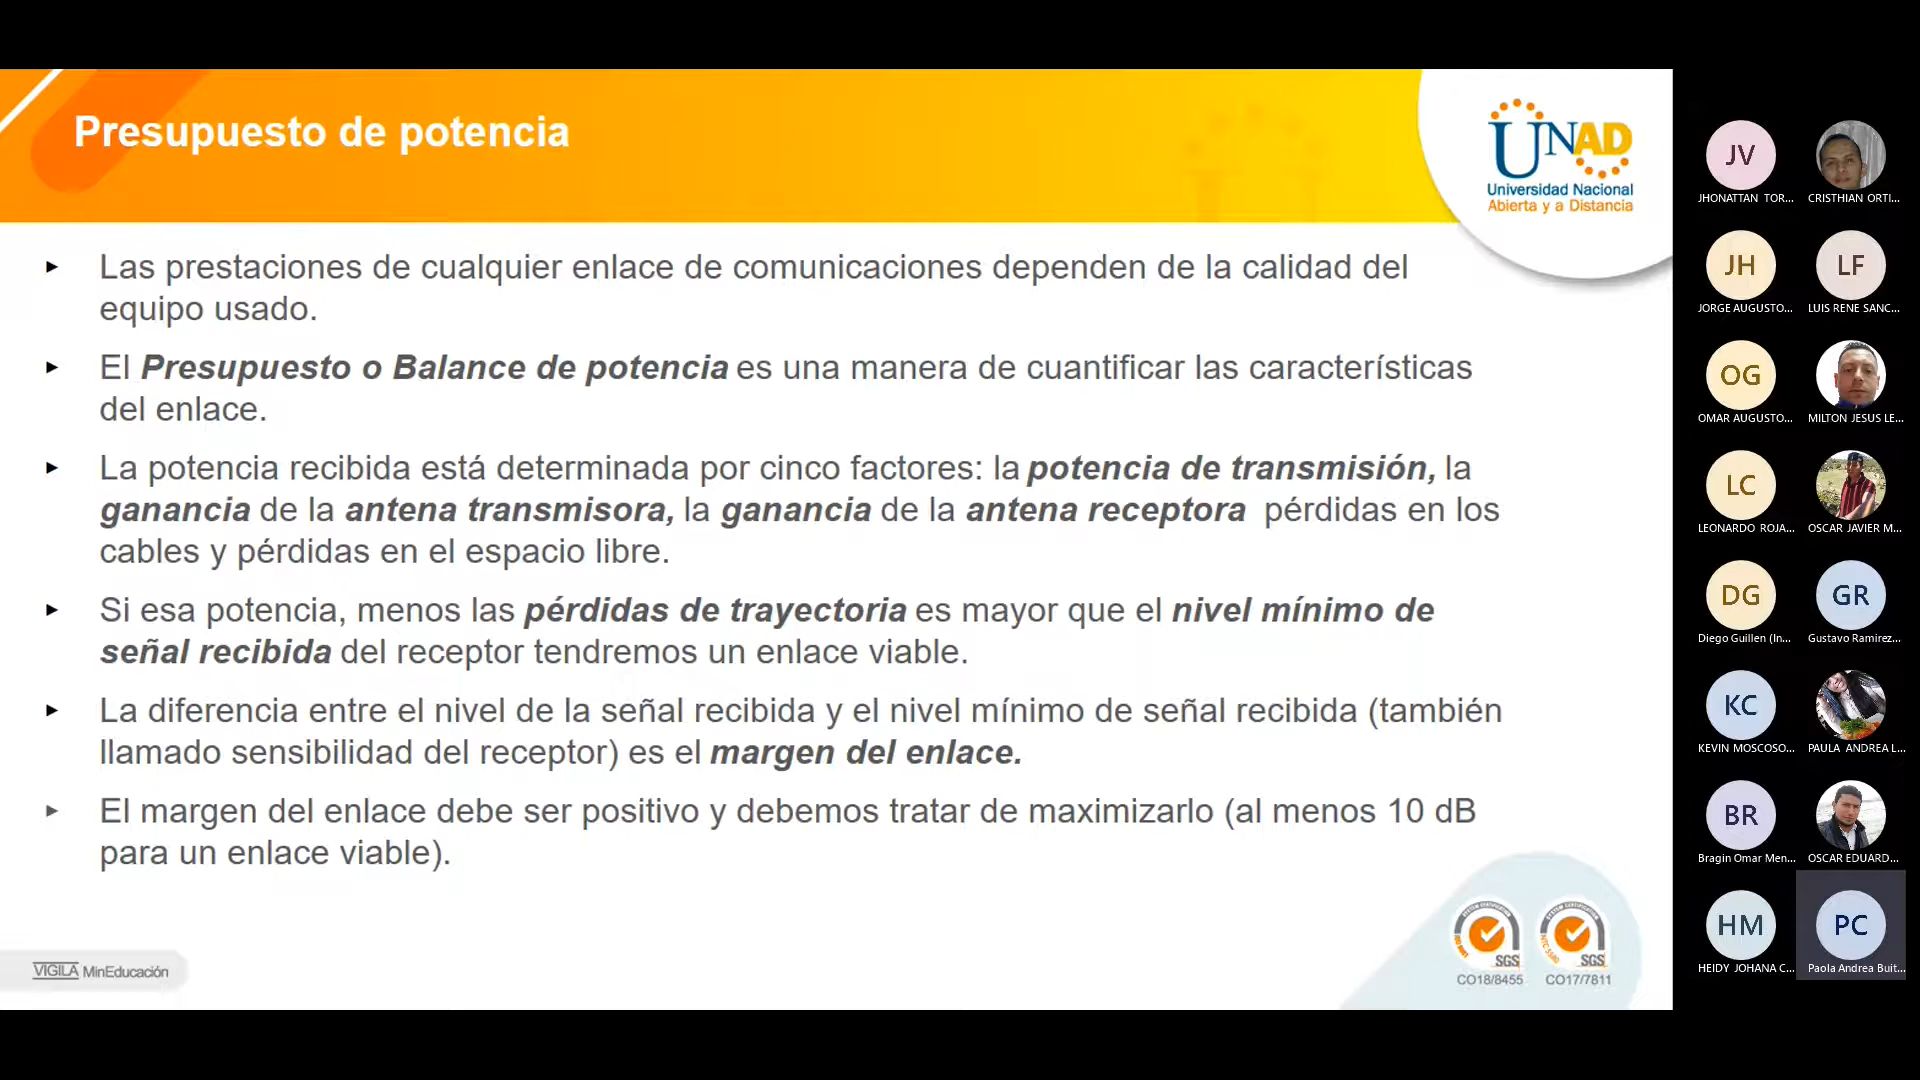 Presupuesto de potencia
UNAD
Universidad Nacional
Abierta y a Distancia
Las prestaciones de cualquier enlace de comunicaciones dependen de la calidad del
equipo usado.
El Presupuesto o Balance de potencia es una manera de cuantificar las características
del enlace.
La potencia recibida está determinada por cinco factores: la potencia de transmisión, la
ganancia de la antena transmisora, la ganancia de la antena receptora pérdidas en los
cables y pérdidas en el espacio libre.
Si esa potencia, menos las pérdidas de trayectoria es mayor que el nivel mínimo de
señal recibida del receptor tendremos un enlace viable.
La diferencia entre el nivel de la señal recibida y el nivel mínimo de señal recibida (también
llamado sensibilidad del receptor) es el margen del enlace.
El margen del enlace debe ser positivo y debemos tratar de maximizarlo (al menos 10 dB
para un enlace viable).
VIGILA MinEducación
SGS
CO18/8455
SGS
CO17/7811
JV
JHONATTAN TOR...
CRISTHIAN ORTI...
JH
JORGE AUGUSTO...
LF
LUIS RENE SANC...
OG
OMAR AUGUSTO...
MILTON JESUS LE...
LC
LEONARDO ROJA...
OSCAR JAVIER M...
DG
Diego Guillen (In...
GR
Gustavo Ramirez...
KC
KEVIN MOSCOSO...
PAULA ANDREA L...
BR
Bragin Omar Men...
OSCAR EDUARD...
HM
HEIDY JOHANA C...
PC
Paola Andrea Buit...